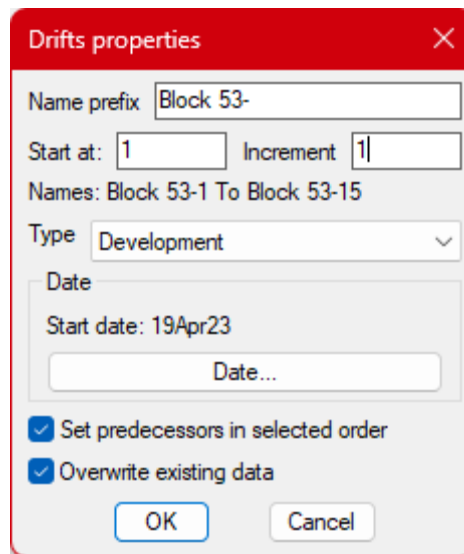 Drifts properties
Name prefix Block 53-
Start at: 1 Increment 1
Names: Block 53-1 To Block 53-15
Type Development
Date
Start date: 19Apr23
Date...
Set predecessors in selected order
Overwrite existing data
OK Cancel